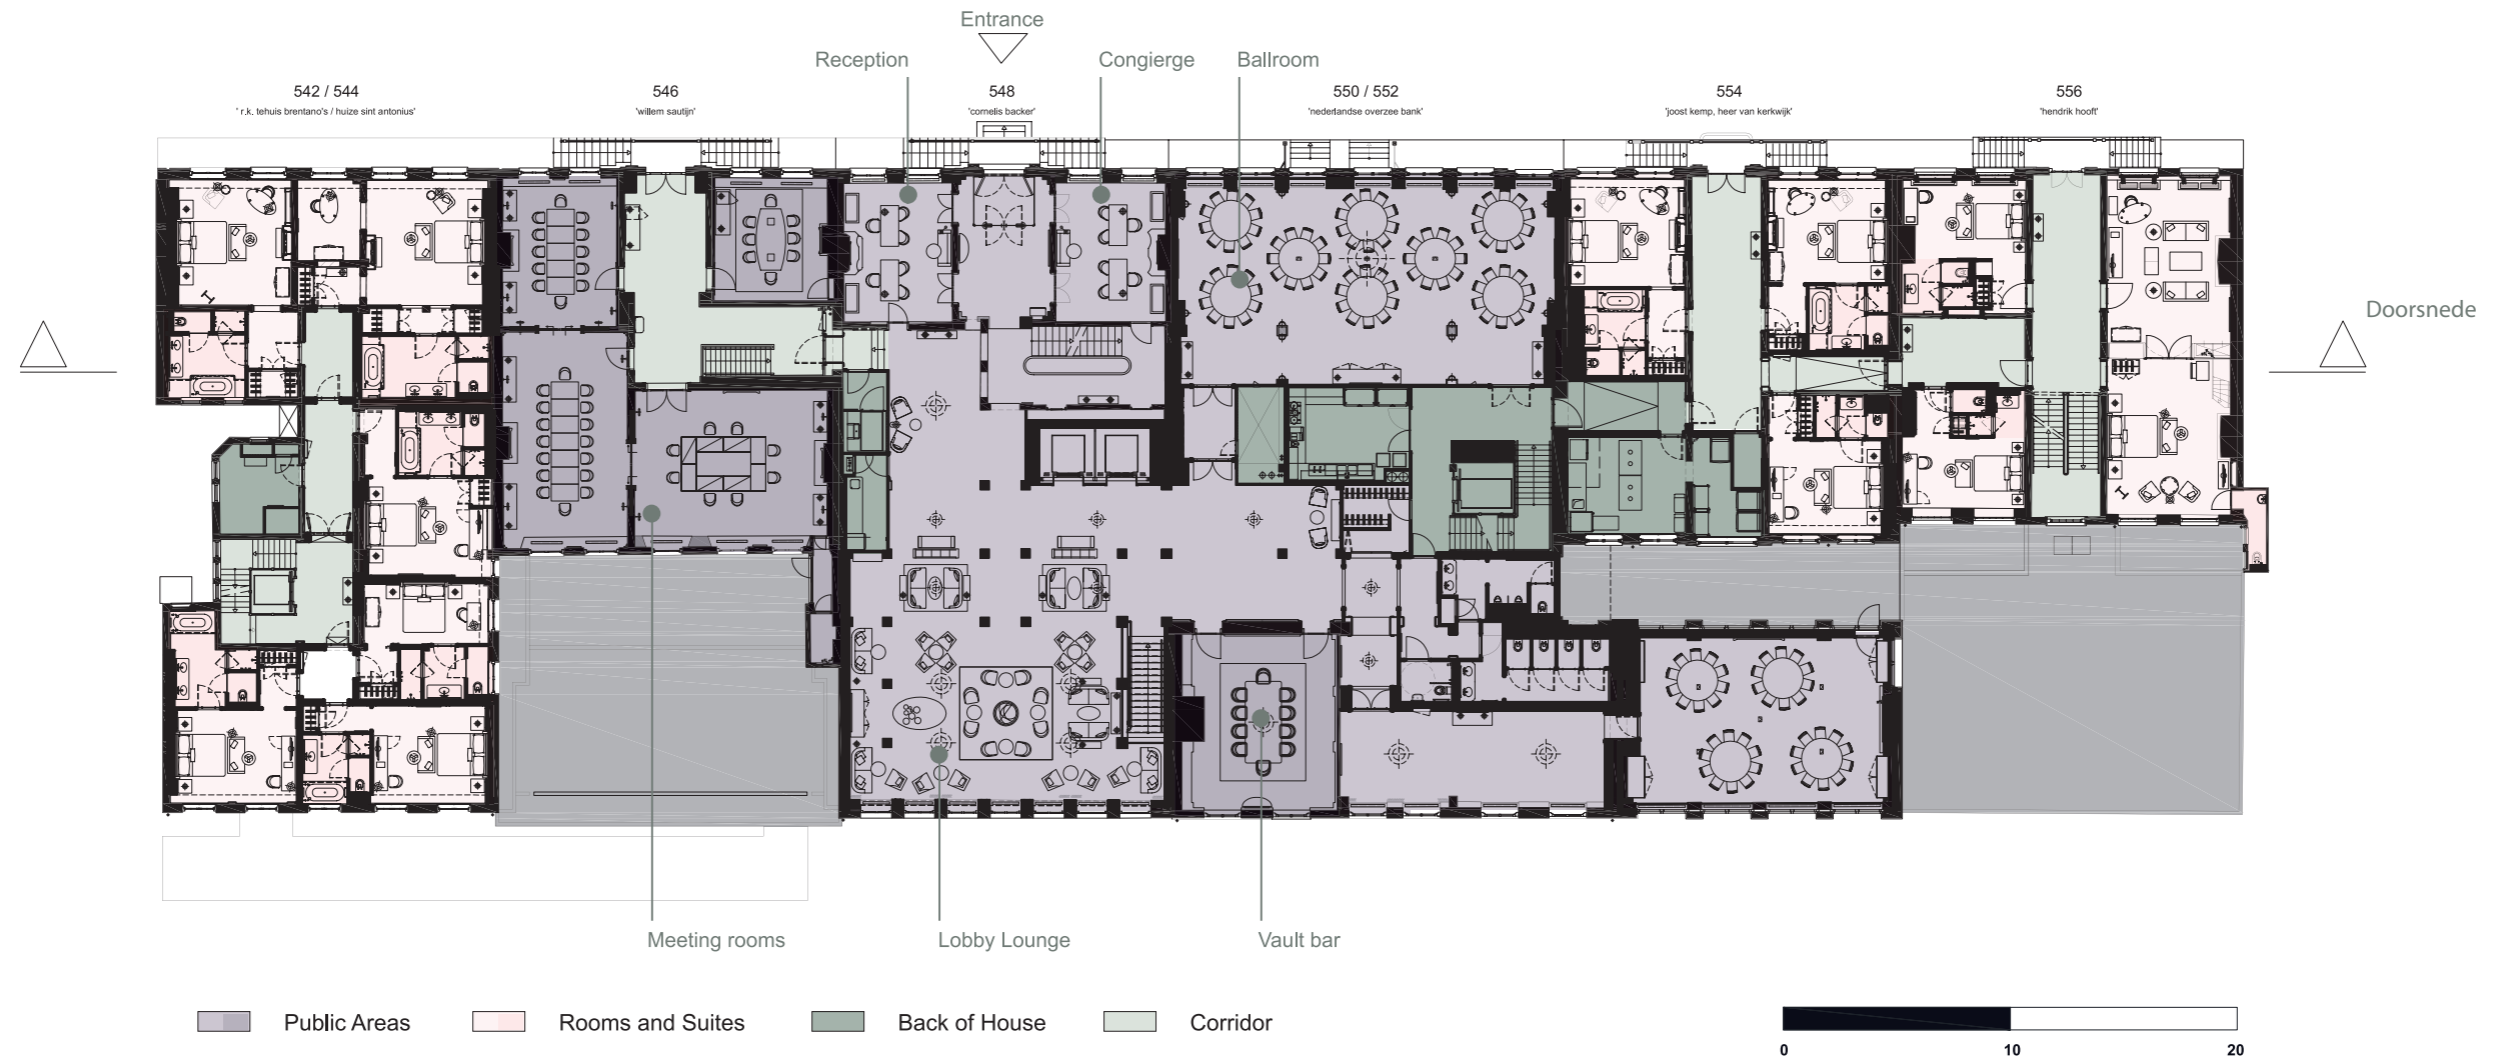 Entrance
Reception
Congierge
Ballroom
542 / 544
' r.k. tehuis brentano's / huize sint antonius'
546
'willem sautijn'
548
'cornelis backer'
550 / 552
'nederlandse overzee bank'
554
'joost kemp, heer van kerkwijk'
556
'hendrik hooft'
Doorsnede
Meeting rooms
Lobby Lounge
Vault bar
Public Areas
Rooms and Suites
Back of House
Corridor
0
10
20